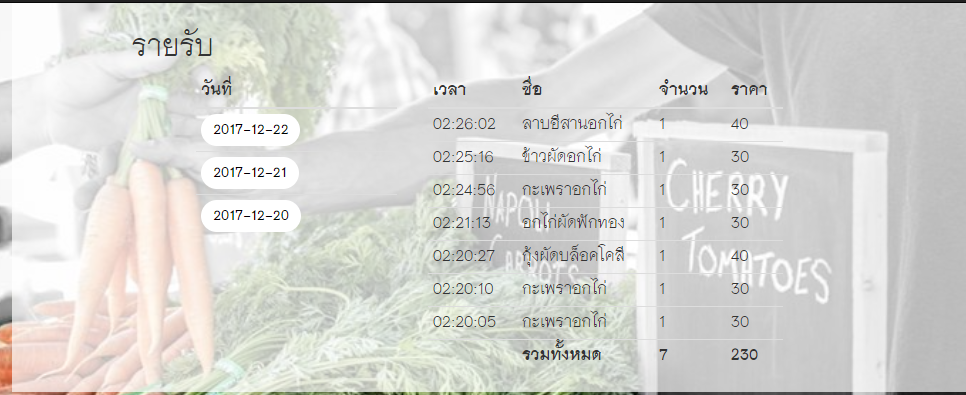 รายรับ
วันที่ เวลา ชื่อ จำนวน ราคา
2017-12-22
2017-12-21
2017-12-20
02:26:02 ลาบอีสานอกไก่ 1 40
02:25:16 ข้าวผัดอกไก่ 1 30
02:24:56 กะเพราอกไก่ 1 30
02:21:13 อกไก่ผัดฟักทอง 1 30
02:20:27 กุ้งผัดบล็อคโคลี 1 40
02:20:10 กะเพราอกไก่ 1 30
02:20:05 กะเพราอกไก่ 1 30
รวมทั้งหมด 7 230
NAPOLI
CARROTS
CHERRY
TOMATOES